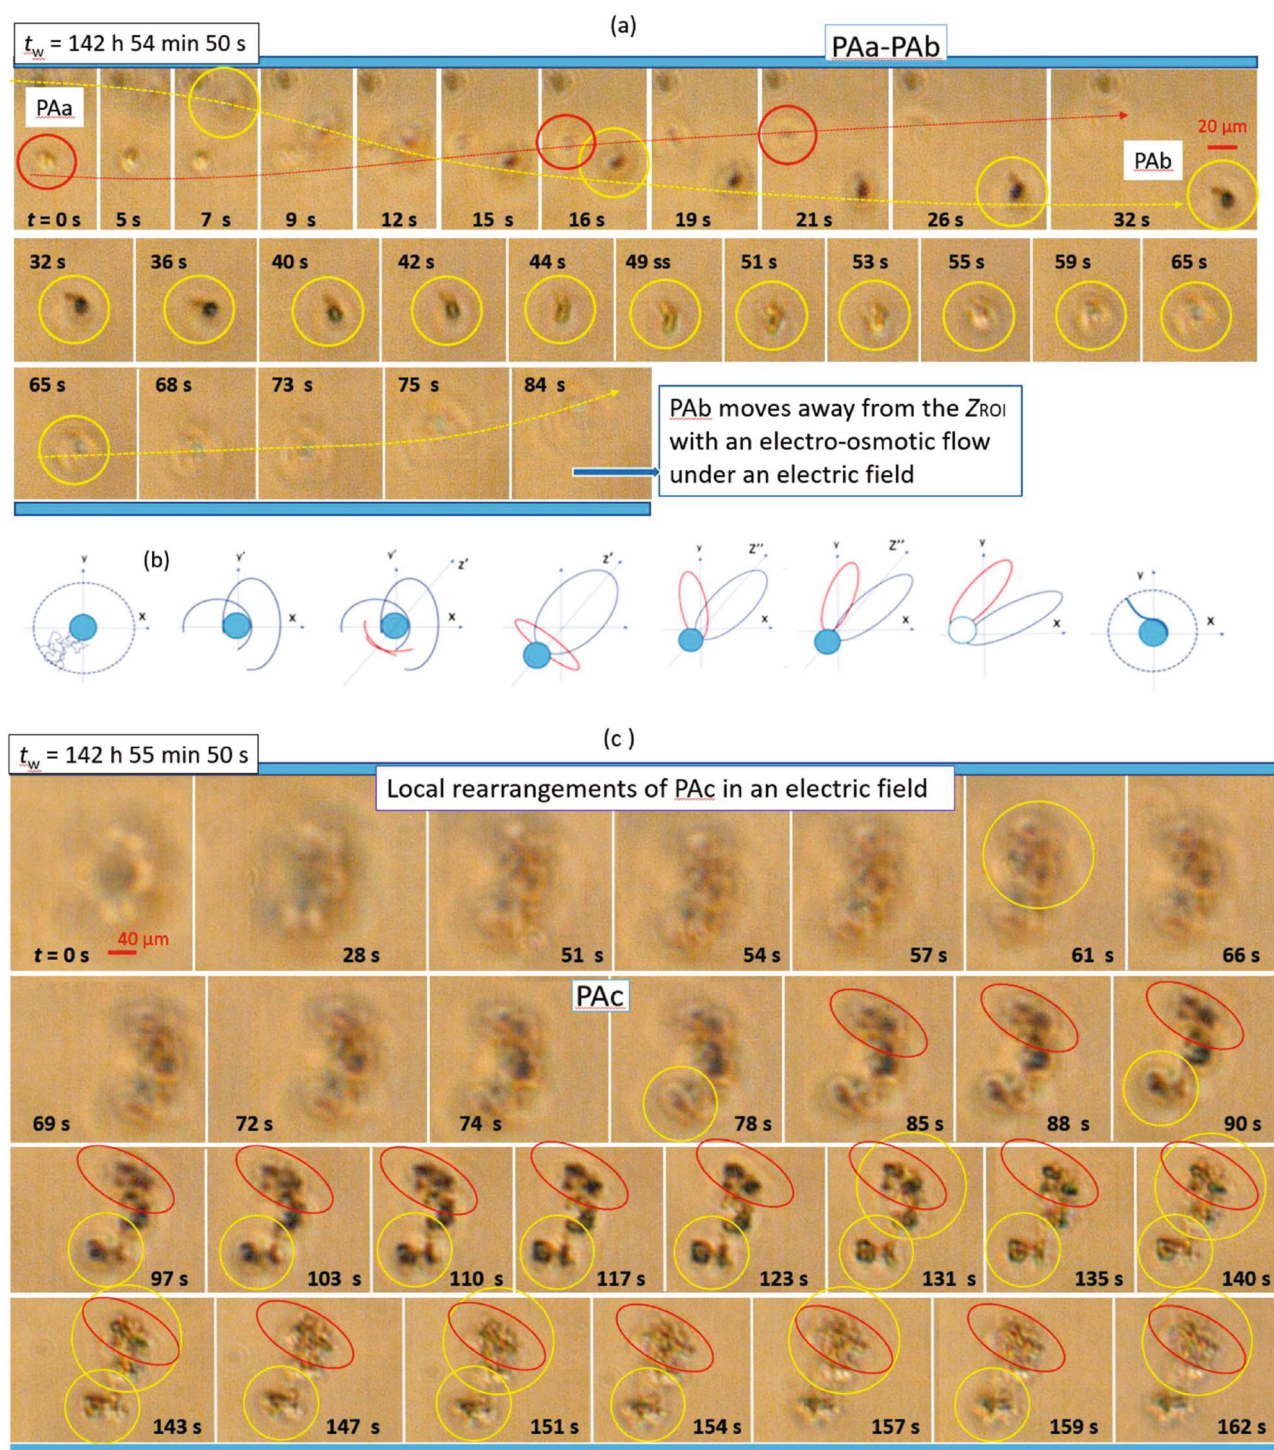 (a)
t_w = 142 h 54 min 50 s
PAa-PAb
PAa
20 µm
PAb
t = 0 s 5 s 7 s 9 s 12 s 15 s 16 s 19 s 21 s 26 s 32 s
32 s 36 s 40 s 42 s 44 s 49 ss 51 s 53 s 55 s 59 s 65 s
65 s 68 s 73 s 75 s 84 s
PAb moves away from the ZROI
with an electro-osmotic flow
under an electric field
(b)
y y' y' z' z' y z'' y z'' y y
x x x x x x x
(c )
t_w = 142 h 55 min 50 s
Local rearrangements of PAc in an electric field
40 µm
t = 0 s 28 s 51 s 54 s 57 s 61 s 66 s
PAc
69 s 72 s 74 s 78 s 85 s 88 s 90 s
97 s 103 s 110 s 117 s 123 s 131 s 135 s 140 s
143 s 147 s 151 s 154 s 157 s 159 s 162 s